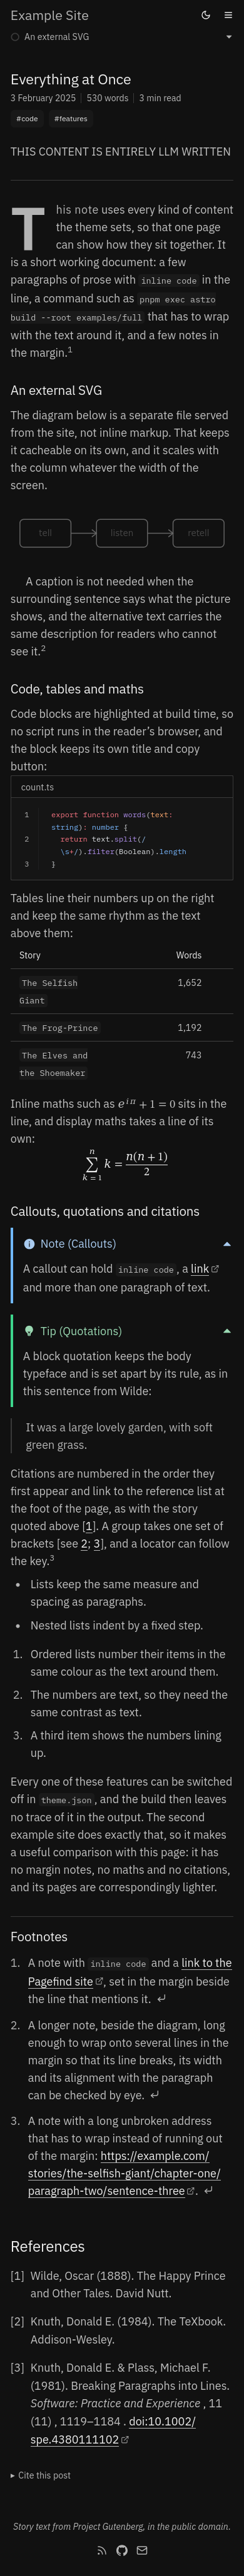 Example Site
An external SVG
Everything at Once
3 February 2025 530 words 3 min read
#code #features
THIS CONTENT IS ENTIRELY LLM WRITTEN
This note uses every kind of content
the theme sets, so that one page
can show how they sit together. It
is a short working document: a few
paragraphs of prose with inline code in the
line, a command such as pnpm exec astro
build --root examples/full that has to wrap
with the text around it, and a few notes in
the margin.1
An external SVG
The diagram below is a separate file served
from the site, not inline markup. That keeps
it cacheable on its own, and it scales with
the column whatever the width of the
screen.
tell listen retell
A caption is not needed when the
surrounding sentence says what the picture
shows, and the alternative text carries the
same description for readers who cannot
see it.2
Code, tables and maths
Code blocks are highlighted at build time, so
no script runs in the reader's browser, and
the block keeps its own title and copy
button:
count.ts
1 export function words(text:
string): number {
2 return text.split(/
\s+/).filter(Boolean).length
3 }
Tables line their numbers up on the right
and keep the same rhythm as the text
above them:
Story Words
The Selfish 1,652
Giant
The Frog-Prince 1,192
The Elves and 743
the Shoemaker
Inline maths such as e^{iπ} + 1 = 0 sits in the
line, and display maths takes a line of its
own:
n
∑ k = n(n + 1)
k = 1 2
Callouts, quotations and citations
Note (Callouts)
A callout can hold inline code, a link
and more than one paragraph of text.
Tip (Quotations)
A block quotation keeps the body
typeface and is set apart by its rule, as in
this sentence from Wilde:
It was a large lovely garden, with soft
green grass.
Citations are numbered in the order they
first appear and link to the reference list at
the foot of the page, as with the story
quoted above [1]. A group takes one set of
brackets [see 2; 3], and a locator can follow
the key.3
• Lists keep the same measure and
spacing as paragraphs.
• Nested lists indent by a fixed step.
1. Ordered lists number their items in the
same colour as the text around them.
2. The numbers are text, so they need the
same contrast as text.
3. A third item shows the numbers lining
up.
Every one of these features can be switched
off in theme.json, and the build then leaves
no trace of it in the output. The second
example site does exactly that, so it makes
a useful comparison with this page: it has
no margin notes, no maths and no citations,
and its pages are correspondingly lighter.
Footnotes
1. A note with inline code and a link to the
Pagefind site, set in the margin beside
the line that mentions it. ↵
2. A longer note, beside the diagram, long
enough to wrap onto several lines in the
margin so that its line breaks, its width
and its alignment with the paragraph
can be checked by eye. ↵
3. A note with a long unbroken address
that has to wrap instead of running out
of the margin: https://example.com/
stories/the-selfish-giant/chapter-one/
paragraph-two/sentence-three. ↵
References
[1] Wilde, Oscar (1888). The Happy Prince
and Other Tales. David Nutt.
[2] Knuth, Donald E. (1984). The TeXbook.
Addison-Wesley.
[3] Knuth, Donald E. & Plass, Michael F.
(1981). Breaking Paragraphs into Lines.
Software: Practice and Experience , 11
(11) , 1119–1184 . doi:10.1002/
spe.4380111102
▸ Cite this post
Story text from Project Gutenberg, in the public domain.